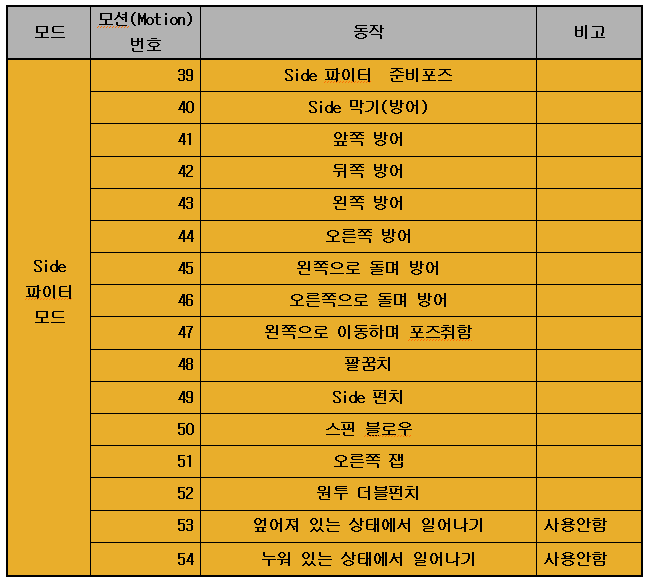 모드 모션(Motion) 번호 동작 비고
Side 파이터 모드
39 Side 파이터 준비포즈
40 Side 막기(방어)
41 앞쪽 방어
42 뒤쪽 방어
43 왼쪽 방어
44 오른쪽 방어
45 왼쪽으로 돌며 방어
46 오른쪽으로 돌며 방어
47 왼쪽으로 이동하며 포즈취함
48 팔꿈치
49 Side 펀치
50 스핀 블로우
51 오른쪽 잽
52 원투 더블펀치
53 엎어져 있는 상태에서 일어나기 사용안함
54 누워 있는 상태에서 일어나기 사용안함